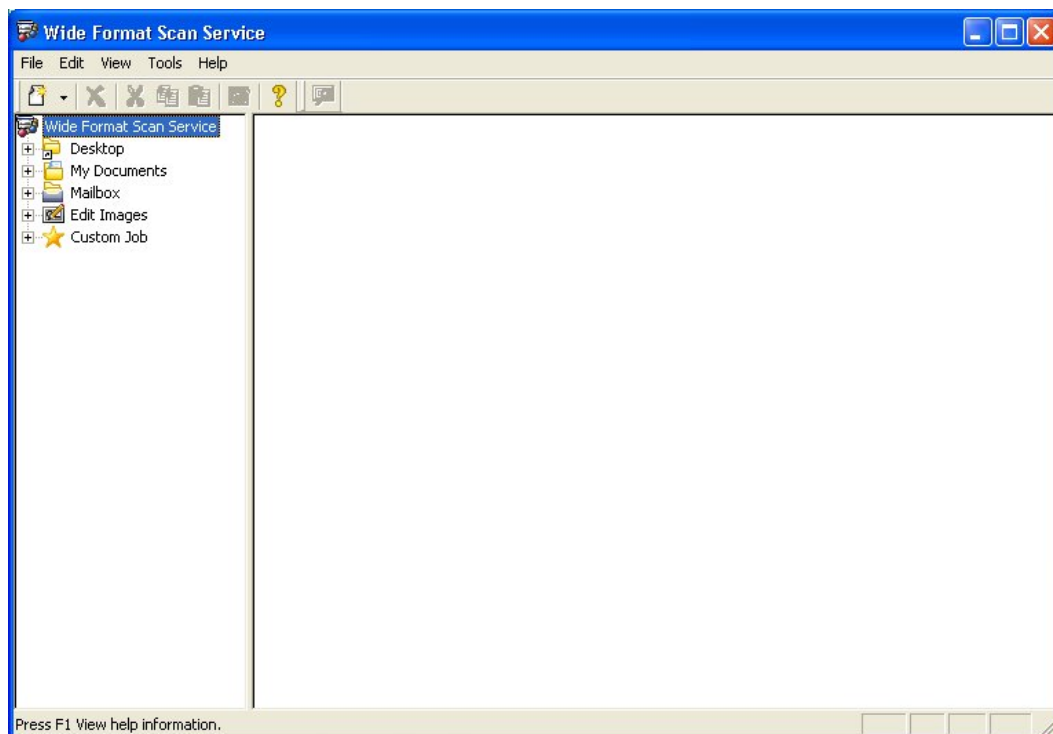 Wide Format Scan Service
File Edit View Tools Help
Wide Format Scan Service
Desktop
My Documents
Mailbox
Edit Images
Custom Job
Press F1 View help information.